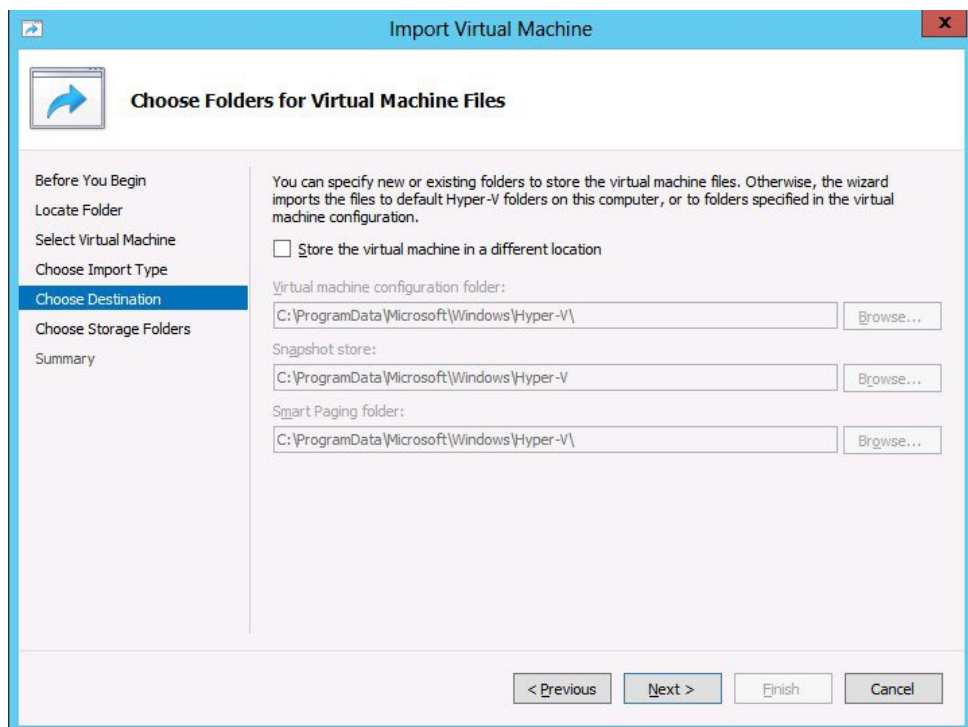 Import Virtual Machine
x
Choose Folders for Virtual Machine Files
Before You Begin
Locate Folder
Select Virtual Machine
Choose Import Type
Choose Destination
Choose Storage Folders
Summary
You can specify new or existing folders to store the virtual machine files. Otherwise, the wizard
imports the files to default Hyper-V folders on this computer, or to folders specified in the virtual
machine configuration.
Store the virtual machine in a different location
Virtual machine configuration folder:
C:\ProgramData\Microsoft\Windows\Hyper-V\
Browse...
Snapshot store:
C:\ProgramData\Microsoft\Windows\Hyper-V
Browse...
Smart Paging folder:
C:\ProgramData\Microsoft\Windows\Hyper-V\
Browse...
< Previous
Next >
Finish
Cancel